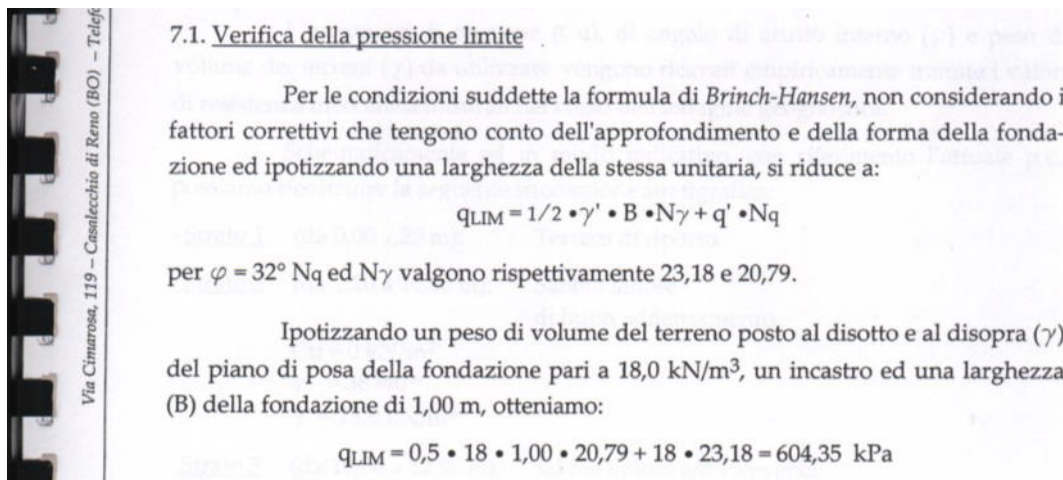 Via Cimarosa, 119 – Casalecchio di Reno (BO) – Telefo
7.1. Verifica della pressione limite
Per le condizioni suddette la formula di Brinch-Hansen, non considerando i
fattori correttivi che tengono conto dell'approfondimento e della forma della fonda-
zione ed ipotizzando una larghezza della stessa unitaria, si riduce a:
qLIM = 1/2 •γ' • B •Nγ + q' •Nq
per φ = 32° Nq ed Nγ valgono rispettivamente 23,18 e 20,79.
Ipotizzando un peso di volume del terreno posto al disotto e al disopra (γ)
del piano di posa della fondazione pari a 18,0 kN/m³, un incastro ed una larghezza
(B) della fondazione di 1,00 m, otteniamo:
qLIM = 0,5 • 18 • 1,00 • 20,79 + 18 • 23,18 = 604,35 kPa